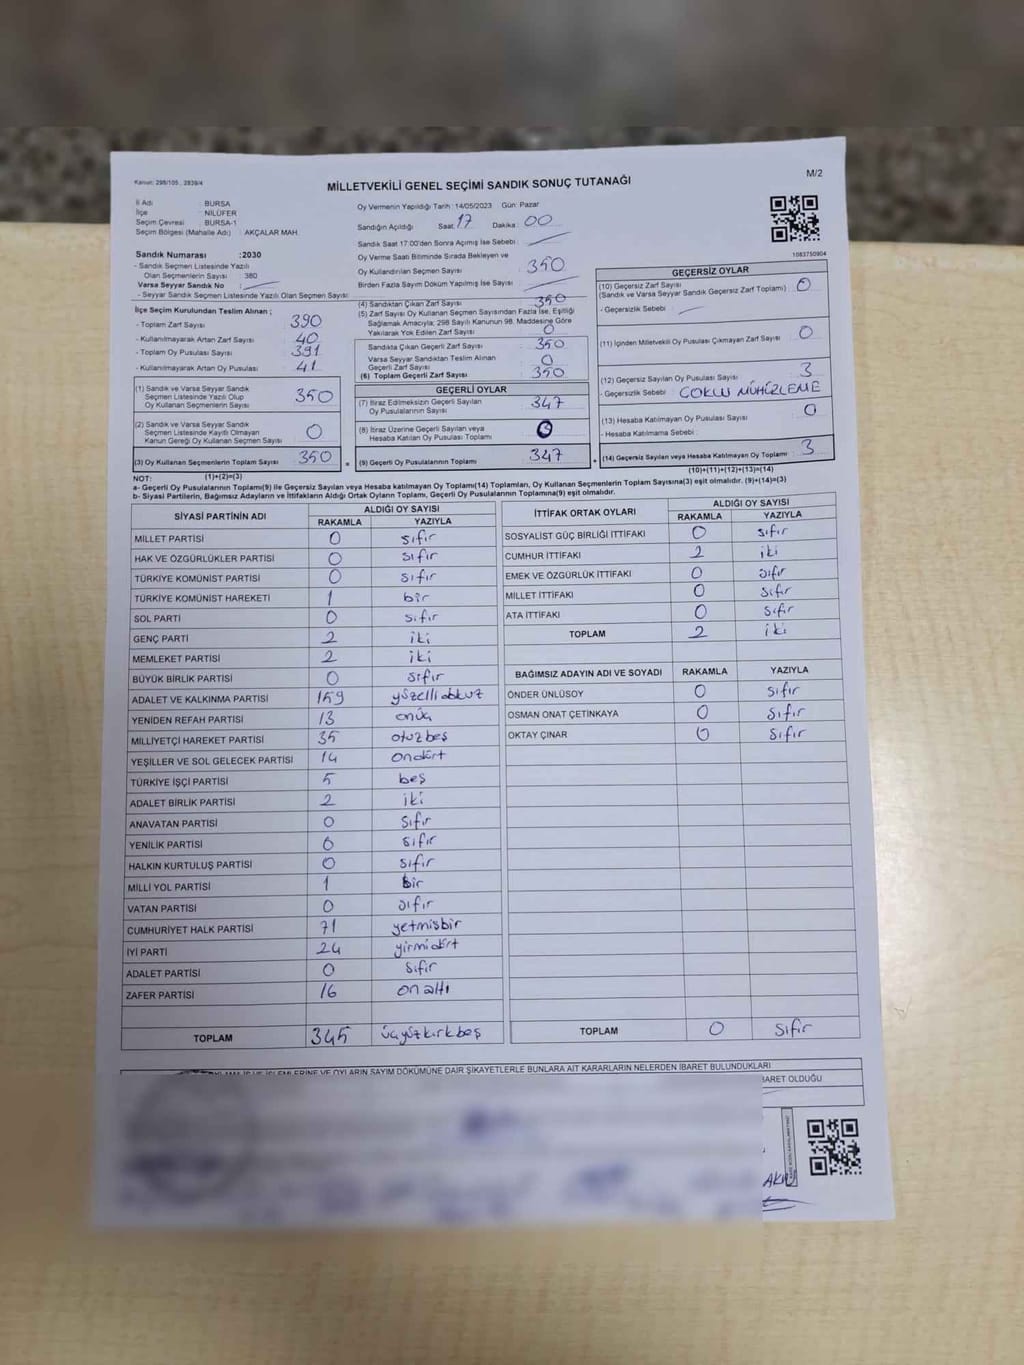 Kanun: 298/105 , 2839/4
MİLLETVEKİLİ GENEL SEÇİMİ SANDIK SONUÇ TUTANAĞI
M/2
İl Adı : BURSA
İlçe : NİLÜFER
Seçim Çevresi : BURSA-1
Seçim Bölgesi (Mahalle Adı) : AKÇALAR MAH.
Sandık Numarası :2030
- Sandık Seçmen Listesinde Yazılı
Olan Seçmenlerin Sayısı : 380
Varsa Seyyar Sandık No :
- Seyyar Sandık Seçmen Listesinde Yazılı Olan Seçmen Sayısı:
İlçe Seçim Kurulundan Teslim Alınan ;
- Toplam Zarf Sayısı : 390
- Kullanılmayarak Artan Zarf Sayısı : 40
- Toplam Oy Pusulası Sayısı : 391
- Kullanılmayarak Artan Oy Pusulası : 41
(1) Sandık ve Varsa Seyyar Sandık
Seçmen Listesinde Yazılı Olup
Oy Kullanan Seçmenlerin Sayısı : 350
(2) Sandık ve Varsa Seyyar Sandık
Seçmen Listesinde Kayıtlı Olmayan
Kanun Gereği Oy Kullanan Seçmen Sayısı : 0
(3) Oy Kullanan Seçmenlerin Toplam Sayısı : 350
(1)+(2)=(3)
Oy Vermenin Yapıldığı Tarih : 14/05/2023 Gün: Pazar
Sandığın Açıldığı Saat: 17 Dakika : 00
Sandık Saat 17:00'den Sonra Açılmış İse Sebebi :
Oy Verme Saati Bitiminde Sırada Bekleyen ve
Oy Kullandırılan Seçmen Sayısı : 350
Birden Fazla Sayım Döküm Yapılmış İse Sayısı :
(4) Sandıktan Çıkan Zarf Sayısı : 350
(5) Zarf Sayısı Oy Kullanan Seçmen Sayısından Fazla İse, Eşitliği
Sağlamak Amacıyla; 298 Sayılı Kanunun 98. Maddesine Göre
Yakılarak Yok Edilen Zarf Sayısı : 0
Sandıkta Çıkan Geçerli Zarf Sayısı : 350
Varsa Seyyar Sandıktan Teslim Alınan
Geçerli Zarf Sayısı : 0
(6) Toplam Geçerli Zarf Sayısı : 350
GEÇERLİ OYLAR
(7) İtiraz Edilmeksizin Geçerli Sayılan
Oy Pusulalarının Sayısı : 347
(8) İtiraz Üzerine Geçerli Sayılan veya
Hesaba Katılan Oy Pusulası Toplamı : 0
= (9) Geçerli Oy Pusulalarının Toplamı : 347
1083750904
GEÇERSİZ OYLAR
(10) Geçersiz Zarf Sayısı : 0
(Sandık ve Varsa Seyyar Sandık Geçersiz Zarf Toplamı)
- Geçersizlik Sebebi :
(11) İçinden Milletvekili Oy Pusulası Çıkmayan Zarf Sayısı : 0
(12) Geçersiz Sayılan Oy Pusulası Sayısı : 3
- Geçersizlik Sebebi : ÇOKLU MÜHÜRLEME
(13) Hesaba Katılmayan Oy Pusulası Sayısı : 0
- Hesaba Katılmama Sebebi :
+ (14) Geçersiz Sayılan veya Hesaba Katılmayan Oy Toplamı : 3
(10)+(11)+(12)+(13)=(14)
NOT:
a- Geçerli Oy Pusulalarının Toplamı(9) ile Geçersiz Sayılan veya Hesaba katılmayan Oy Toplamı(14) Toplamları, Oy Kullanan Seçmenlerin Toplam Sayısına(3) eşit olmalıdır. (9)+(14)=(3)
b- Siyasi Partilerin, Bağımsız Adayların ve İttifakların Aldığı Ortak Oyların Toplamı, Geçerli Oy Pusulalarının Toplamına(9) eşit olmalıdır.
SİYASİ PARTİNİN ADI ALDIĞI OY SAYISI
RAKAMLA YAZIYLA
MİLLET PARTİSİ 0 sıfır
HAK VE ÖZGÜRLÜKLER PARTİSİ 0 sıfır
TÜRKİYE KOMÜNİST PARTİSİ 0 sıfır
TÜRKİYE KOMÜNİST HAREKETİ 1 bir
SOL PARTİ 0 sıfır
GENÇ PARTİ 2 iki
MEMLEKET PARTİSİ 2 iki
BÜYÜK BİRLİK PARTİSİ 0 sıfır
ADALET VE KALKINMA PARTİSİ 159 yüzellidokuz
YENİDEN REFAH PARTİSİ 13 onüç
MİLLİYETÇİ HAREKET PARTİSİ 35 otuzbeş
YEŞİLLER VE SOL GELECEK PARTİSİ 14 ondört
TÜRKİYE İŞÇİ PARTİSİ 5 beş
ADALET BİRLİK PARTİSİ 2 iki
ANAVATAN PARTİSİ 0 sıfır
YENİLİK PARTİSİ 0 sıfır
HALKIN KURTULUŞ PARTİSİ 0 sıfır
MİLLİ YOL PARTİSİ 1 bir
VATAN PARTİSİ 0 sıfır
CUMHURİYET HALK PARTİSİ 71 yetmişbir
İYİ PARTİ 24 yirmidört
ADALET PARTİSİ 0 sıfır
ZAFER PARTİSİ 16 onaltı
TOPLAM 345 üçyüzkırkbeş
İTTİFAK ORTAK OYLARI ALDIĞI OY SAYISI
RAKAMLA YAZIYLA
SOSYALİST GÜÇ BİRLİĞİ İTTİFAKI 0 sıfır
CUMHUR İTTİFAKI 2 iki
EMEK VE ÖZGÜRLÜK İTTİFAKI 0 sıfır
MİLLET İTTİFAKI 0 sıfır
ATA İTTİFAKI 0 sıfır
TOPLAM 2 iki
BAĞIMSIZ ADAYIN ADI VE SOYADI RAKAMLA YAZIYLA
ÖNDER ÜNLÜSOY 0 sıfır
OSMAN ONAT ÇETİNKAYA 0 sıfır
OKTAY ÇINAR 0 sıfır
TOPLAM 0 sıfır
İŞLEMLERİNE VE OYLARIN SAYIM DÖKÜMÜNE DAİR ŞİKAYETLERLE BUNLARA AİT KARARLARIN NELERDEN İBARET BULUNDUKLARI
BARET OLDUĞU